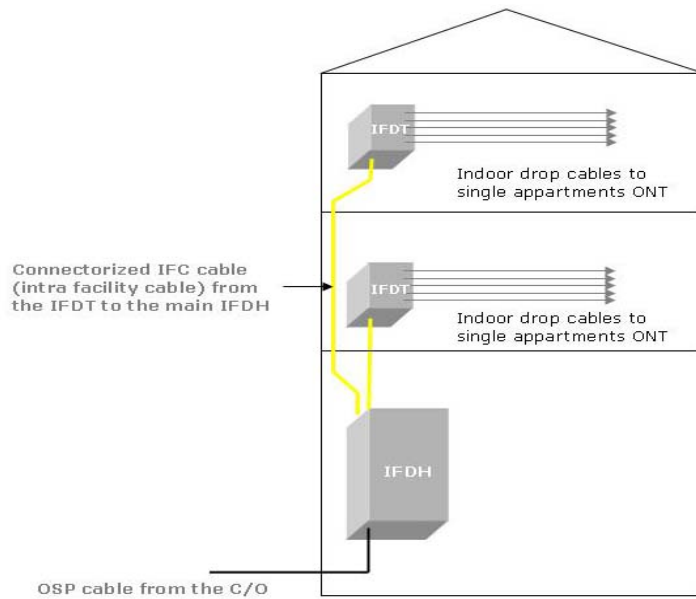 IFDT
Indoor drop cables to
single appartments ONT
Connectorized IFC cable
(intra facility cable) from
the IFDT to the main IFDH
IFDT
Indoor drop cables to
single appartments ONT
IFDH
OSP cable from the C/O